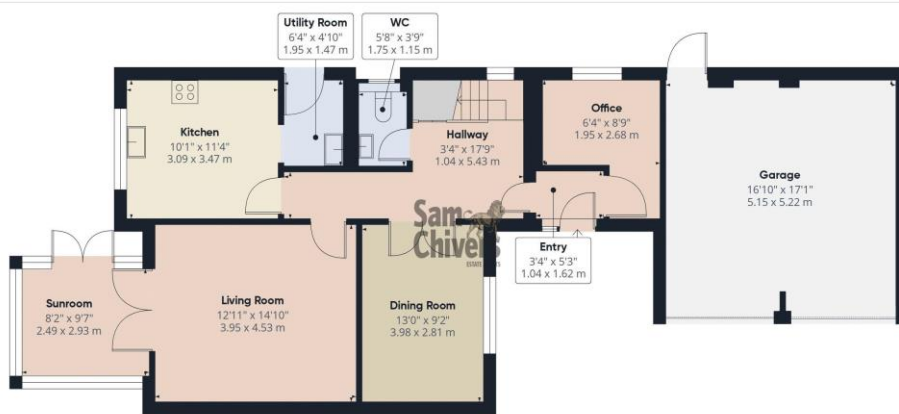 Utility Room
6'4" x 4'10"
1.95 x 1.47 m
WC
5'8" x 3'9"
1.75 x 1.15 m
Kitchen
10'1" x 11'4"
3.09 x 3.47 m
Hallway
3'4" x 17'9"
1.04 x 5.43 m
Office
6'4" x 8'9"
1.95 x 2.68 m
Garage
16'10" x 17'1"
5.15 x 5.22 m
Sam
Chivers
ESTATE AGENTS
Entry
3'4" x 5'3"
1.04 x 1.62 m
Sunroom
8'2" x 9'7"
2.49 x 2.93 m
Living Room
12'11" x 14'10"
3.95 x 4.53 m
Dining Room
13'0" x 9'2"
3.98 x 2.81 m